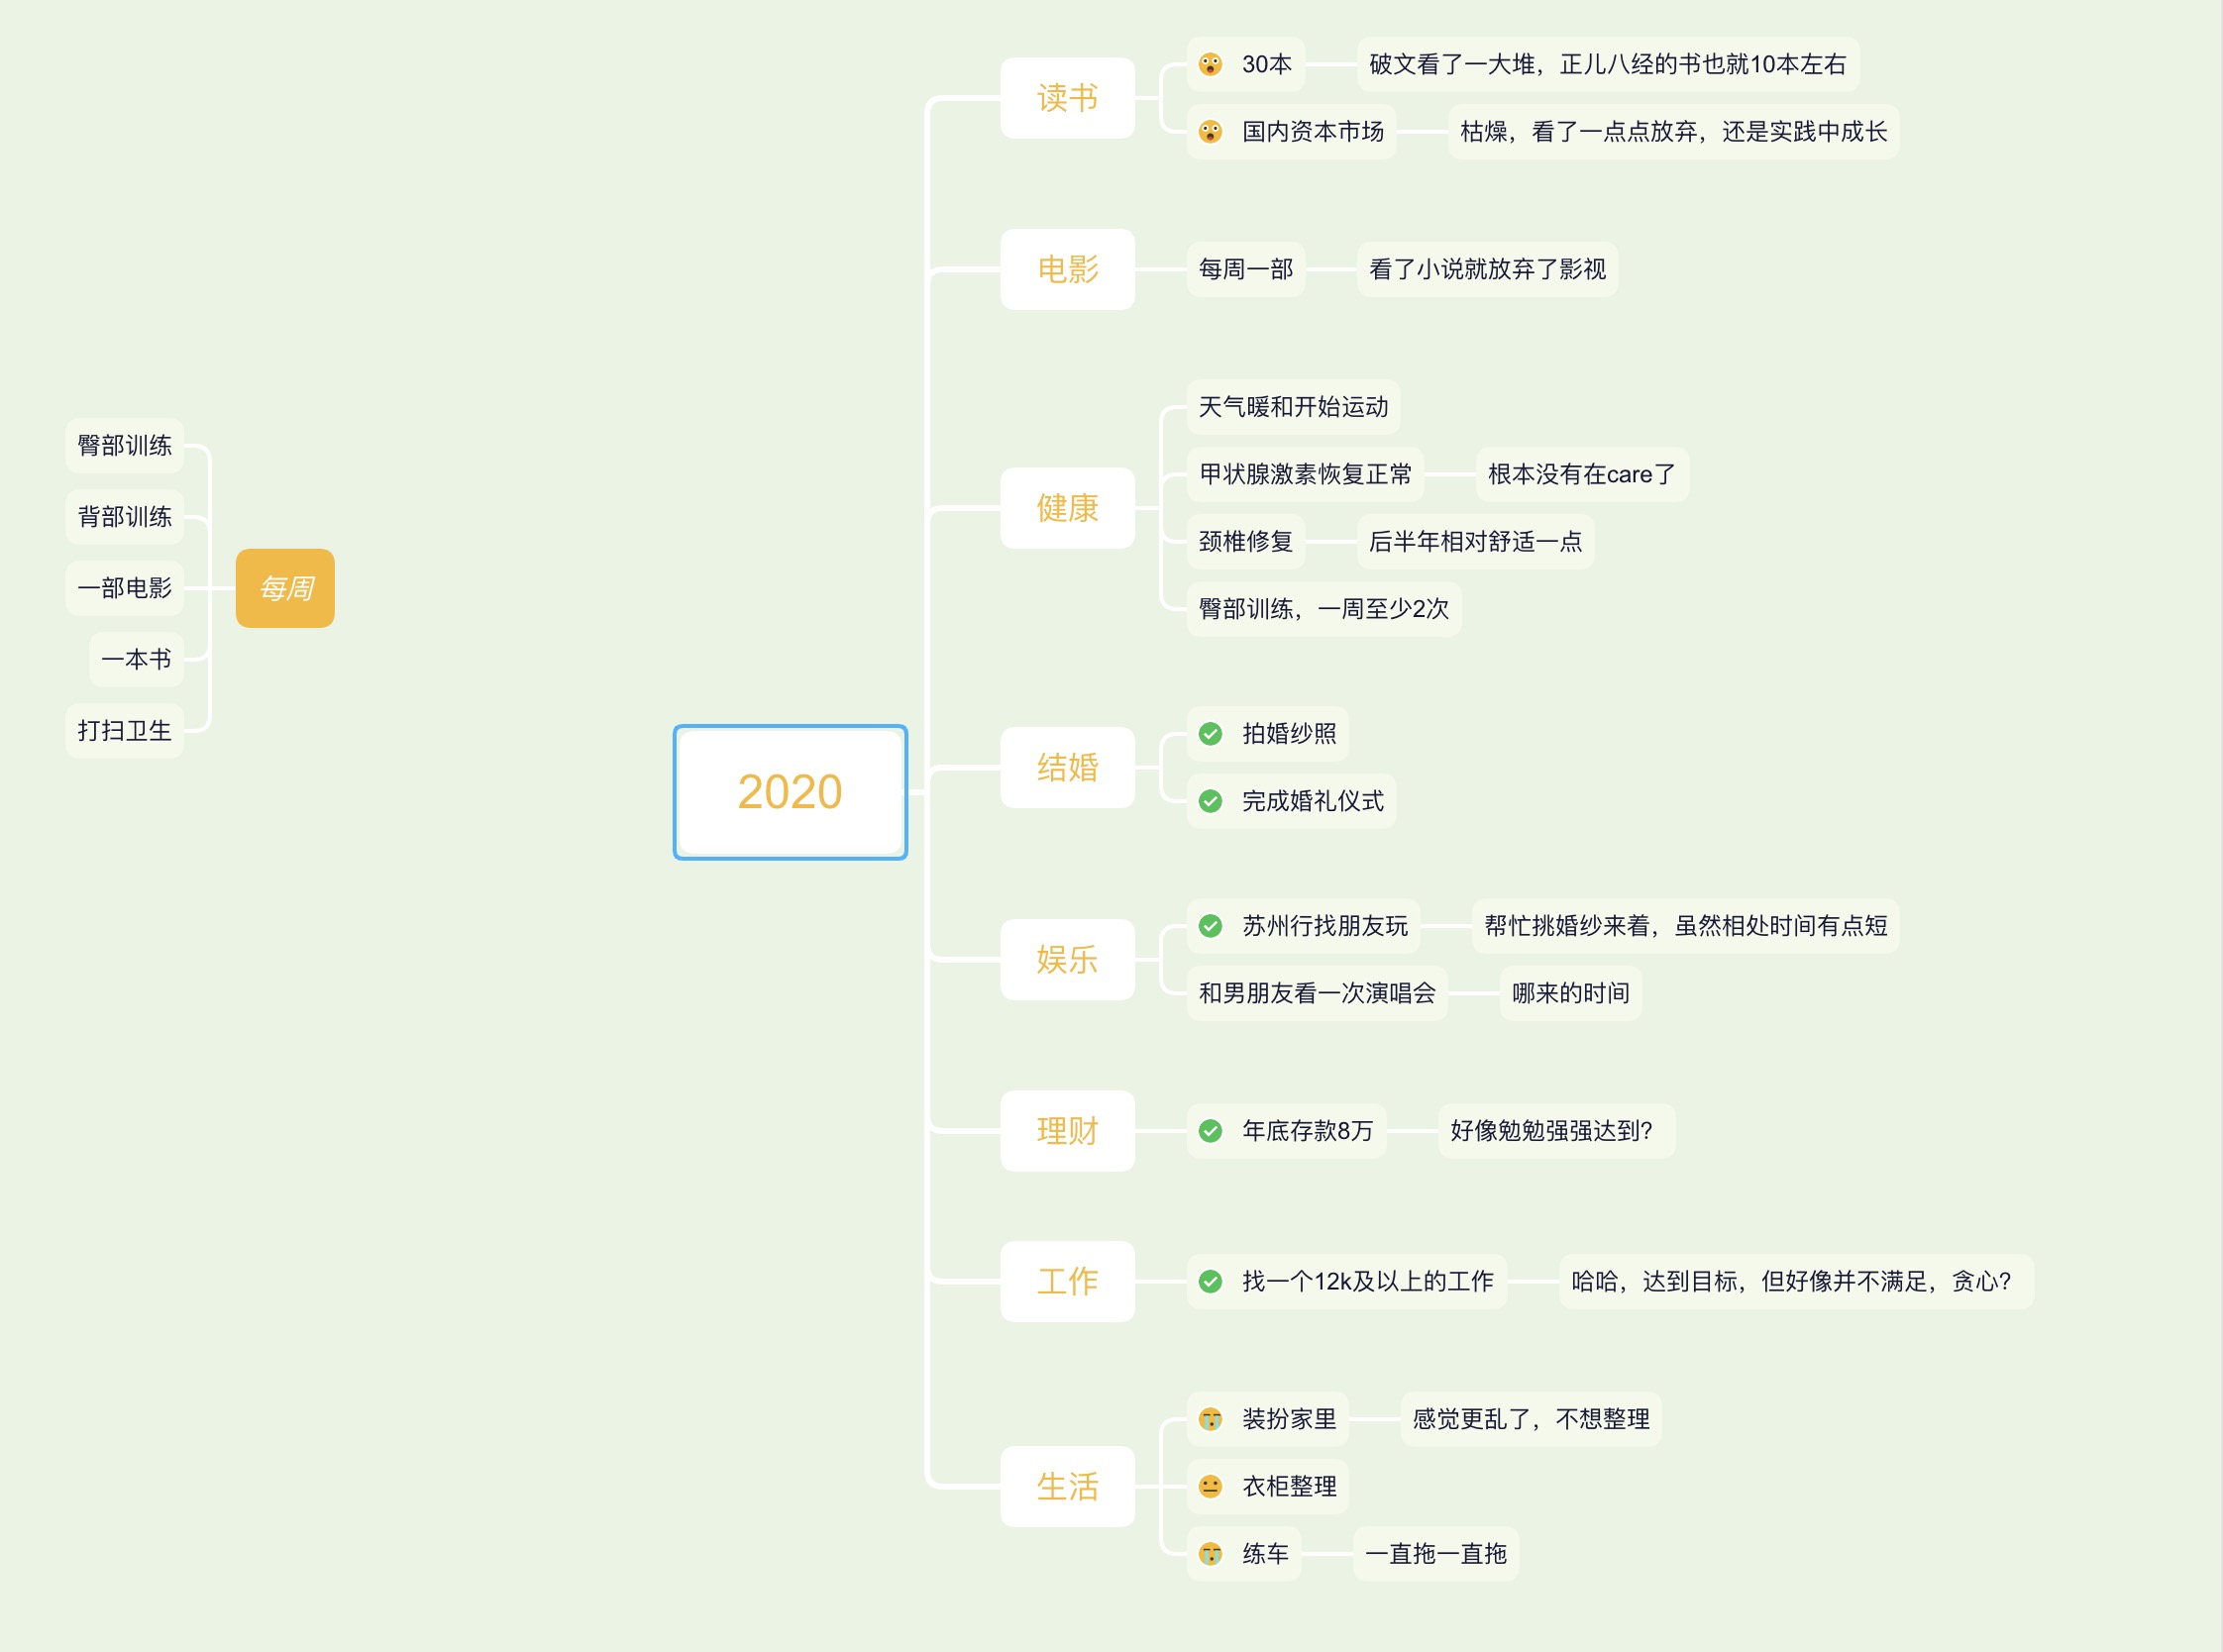 2020
读书
30本
破文看了一大堆，正儿八经的书也就10本左右
国内资本市场
枯燥，看了一点点放弃，还是实践中成长
电影
每周一部
看了小说就放弃了影视
健康
天气暖和开始运动
甲状腺激素恢复正常
根本没有在care了
颈椎修复
后半年相对舒适一点
臀部训练，一周至少2次
结婚
拍婚纱照
完成婚礼仪式
娱乐
苏州行找朋友玩
帮忙挑婚纱来着，虽然相处时间有点短
和男朋友看一次演唱会
哪来的时间
理财
年底存款8万
好像勉勉强强达到？
工作
找一个12k及以上的工作
哈哈，达到目标，但好像并不满足，贪心？
生活
装扮家里
感觉更乱了，不想整理
衣柜整理
练车
一直拖一直拖
每周
臀部训练
背部训练
一部电影
一本书
打扫卫生